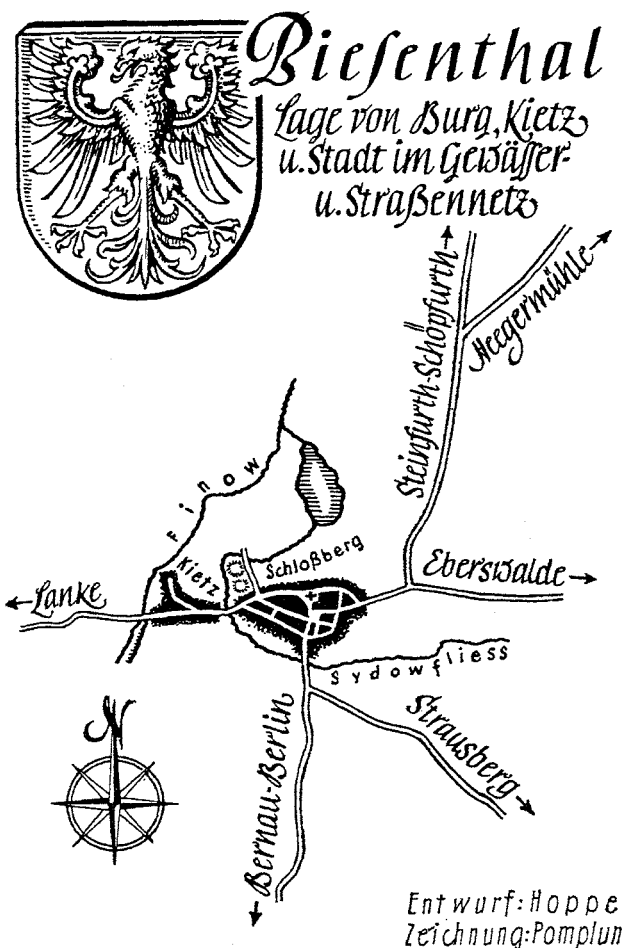 Biesenthal
Lage von Burg, Kietz
u. Stadt im Gewässer-
u. Straßennetz
Steinfurth-Schöpfurth
Heegermühle
Finow
Kietz
Schloßberg
Eberswalde
Lanke
Sydowfliess
N
Bernau-Berlin
Strausberg
Entwurf: Hoppe
Zeichnung: Pomplun